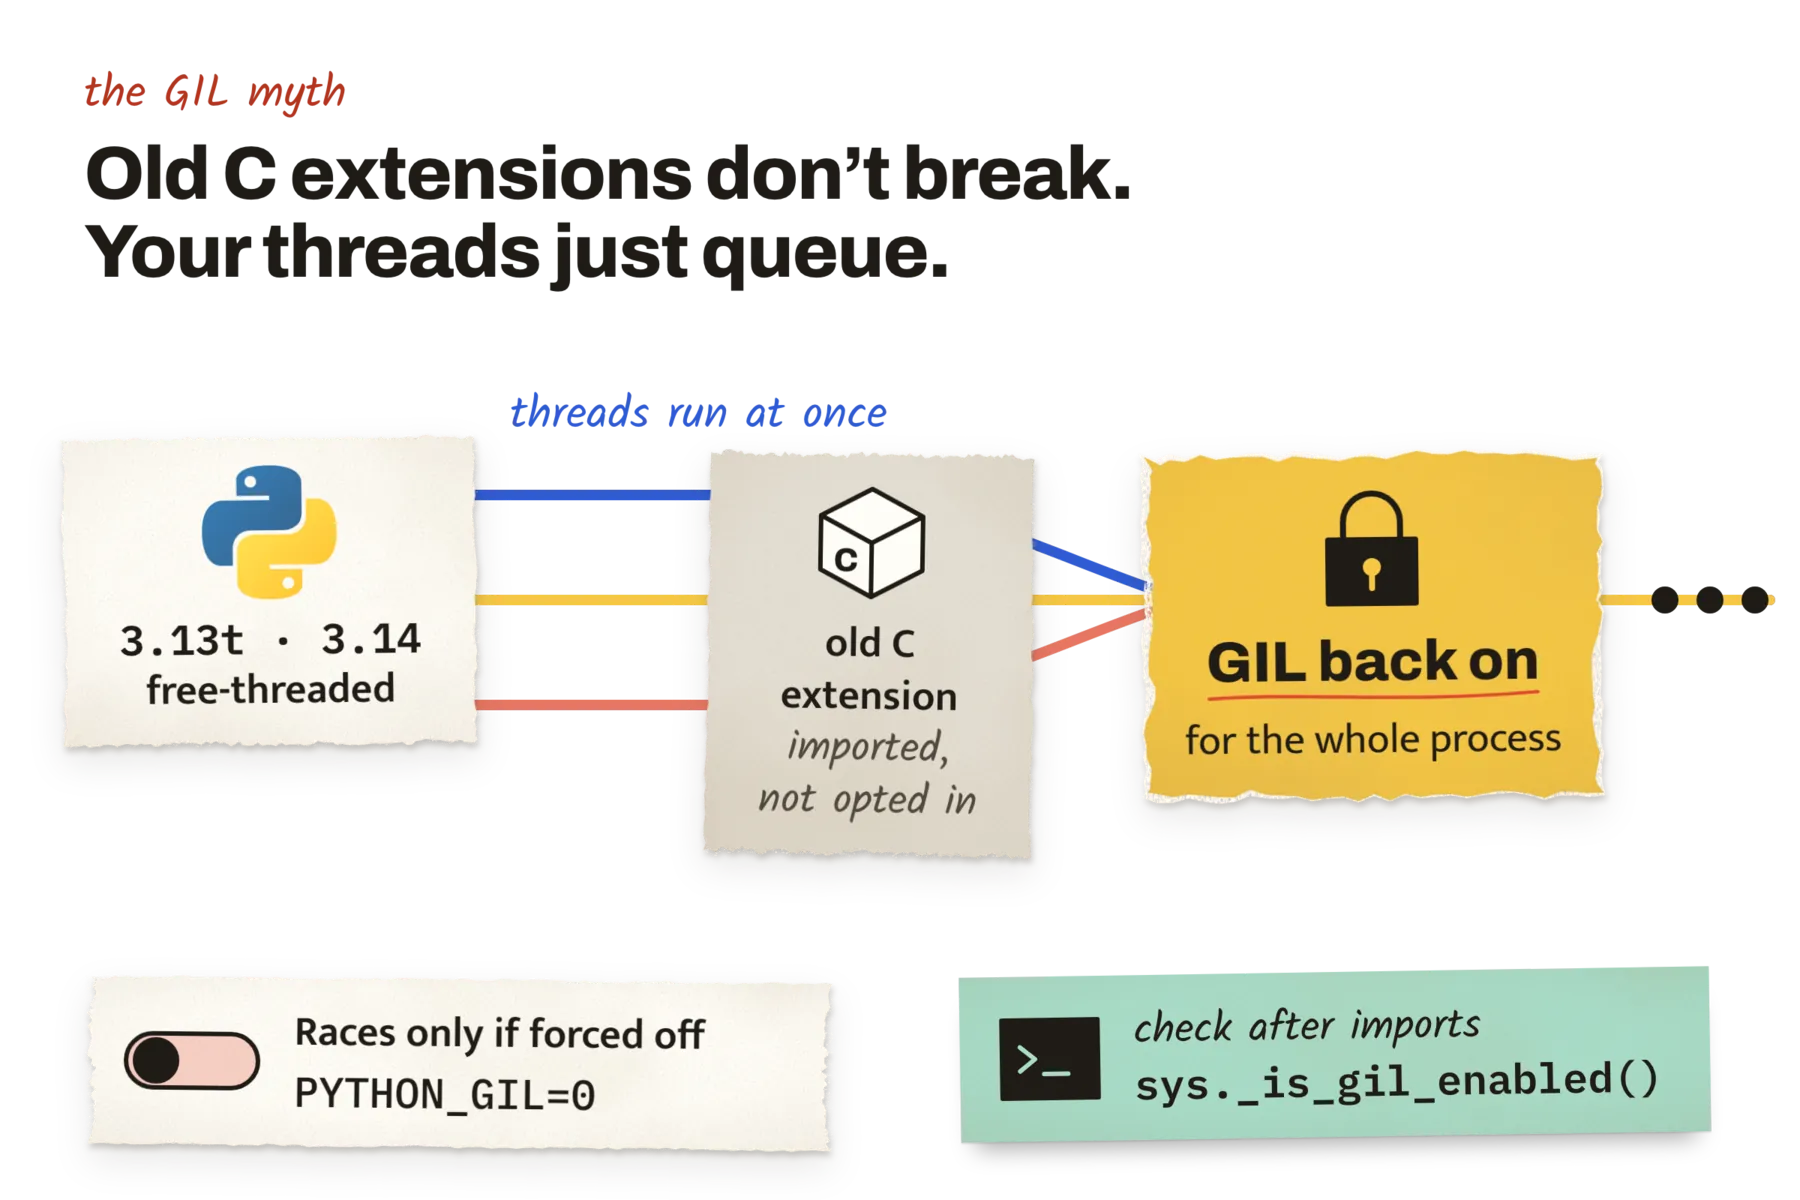 the GIL myth
Old C extensions don’t break.
Your threads just queue.
threads run at once
3.13t · 3.14
free-threaded
C
old C
extension
imported,
not opted in
GIL back on
for the whole process
Races only if forced off
PYTHON_GIL=0
>_
check after imports
sys._is_gil_enabled()